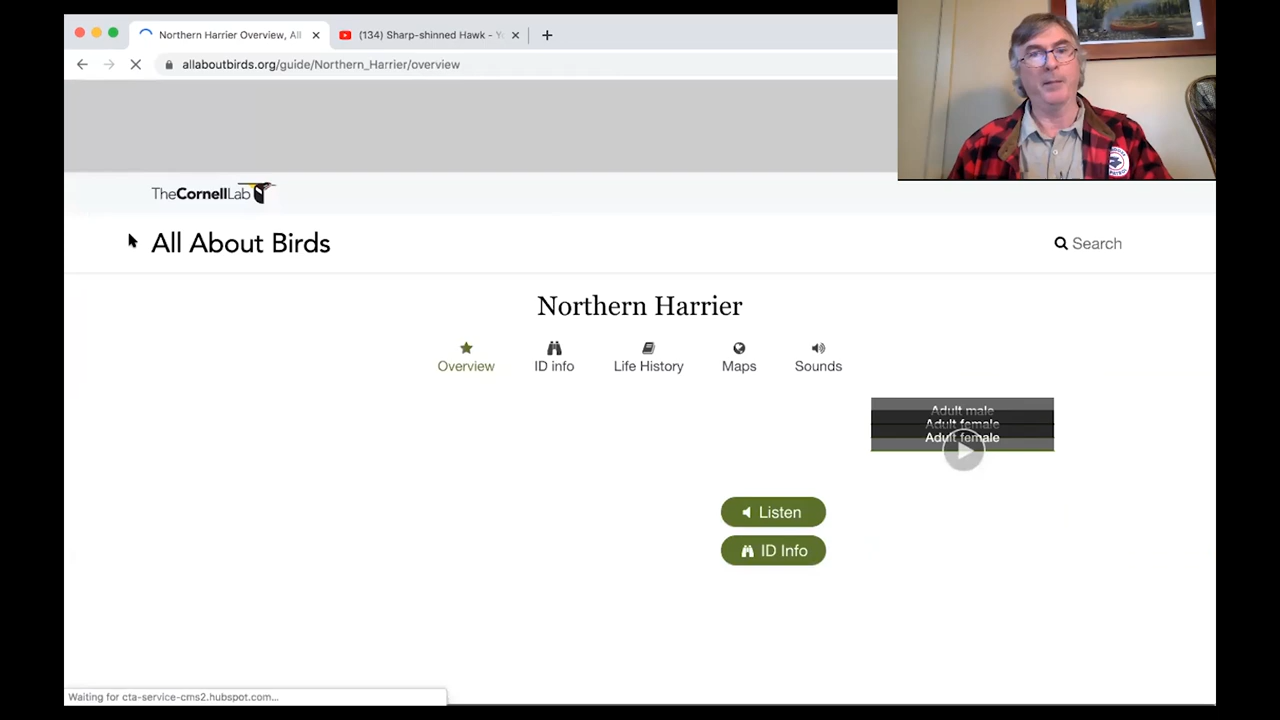 Northern Harrier Overview, All
(134) Sharp-shinned Hawk - Y
allaboutbirds.org/guide/Northern_Harrier/overview
TheCornellLab
All About Birds
Search
Northern Harrier
Overview
ID info
Life History
Maps
Sounds
Adult male
Adult female
Adult female
Listen
ID Info
Waiting for cta-service-cms2.hubspot.com...